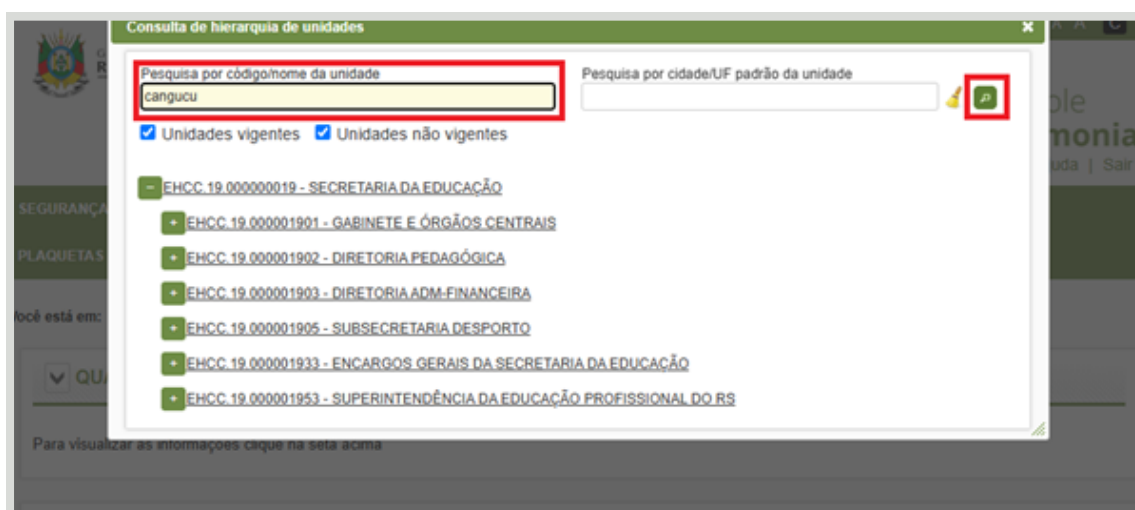 Consulta de hierarquia de unidades
×
A A C
G
R
Pesquisa por código/nome da unidade
Pesquisa por cidade/UF padrão da unidade
cangucu
ole
monia
uda | Sair
Unidades vigentes Unidades não vigentes
- EHCC.19.000000019 - SECRETARIA DA EDUCAÇÃO
SEGURANÇA
+ EHCC.19.000001901 - GABINETE E ÓRGÃOS CENTRAIS
PLAQUETAS
+ EHCC.19.000001902 - DIRETORIA PEDAGÓGICA
+ EHCC.19.000001903 - DIRETORIA ADM-FINANCEIRA
Você está em:
+ EHCC.19.000001905 - SUBSECRETARIA DESPORTO
+ EHCC.19.000001933 - ENCARGOS GERAIS DA SECRETARIA DA EDUCAÇÃO
QUA
+ EHCC.19.000001953 - SUPERINTENDÊNCIA DA EDUCAÇÃO PROFISSIONAL DO RS
Para visualizar as informações clique na seta acima